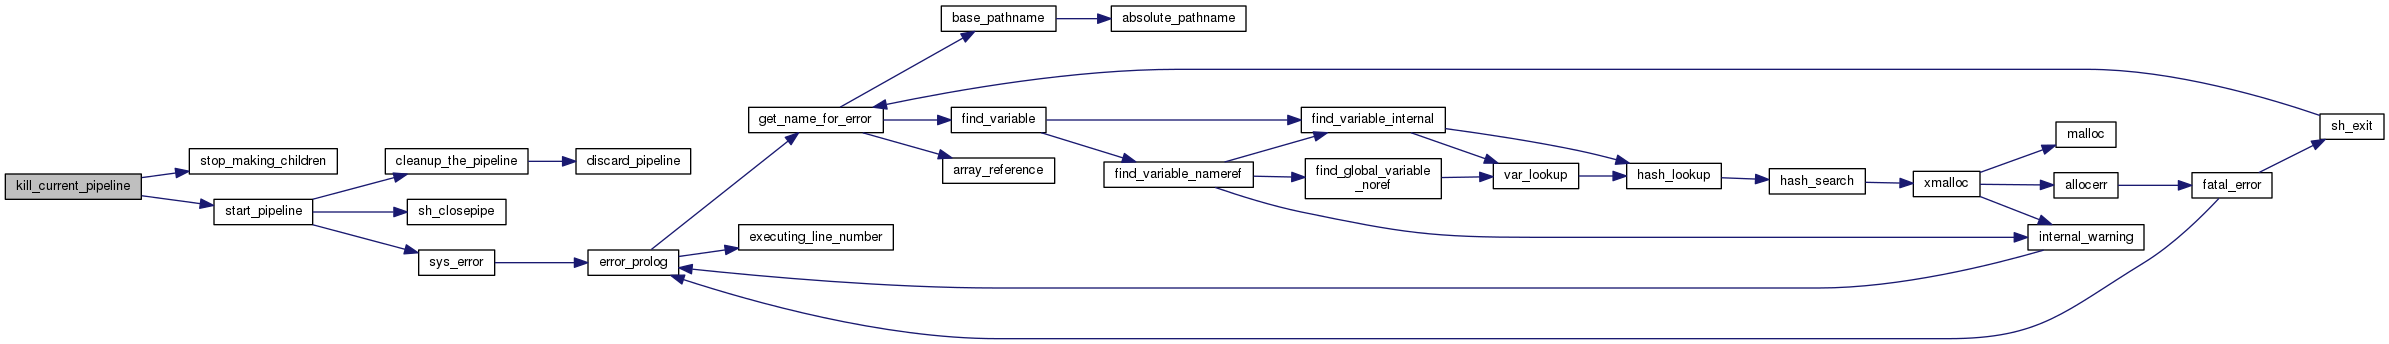 base_pathname
absolute_pathname
get_name_for_error
find_variable
find_variable_internal
sh_exit
malloc
stop_making_children
cleanup_the_pipeline
discard_pipeline
array_reference
find_variable_nameref
find_global_variable
_noref
var_lookup
hash_lookup
hash_search
xmalloc
allocerr
fatal_error
kill_current_pipeline
start_pipeline
sh_closepipe
executing_line_number
internal_warning
sys_error
error_prolog